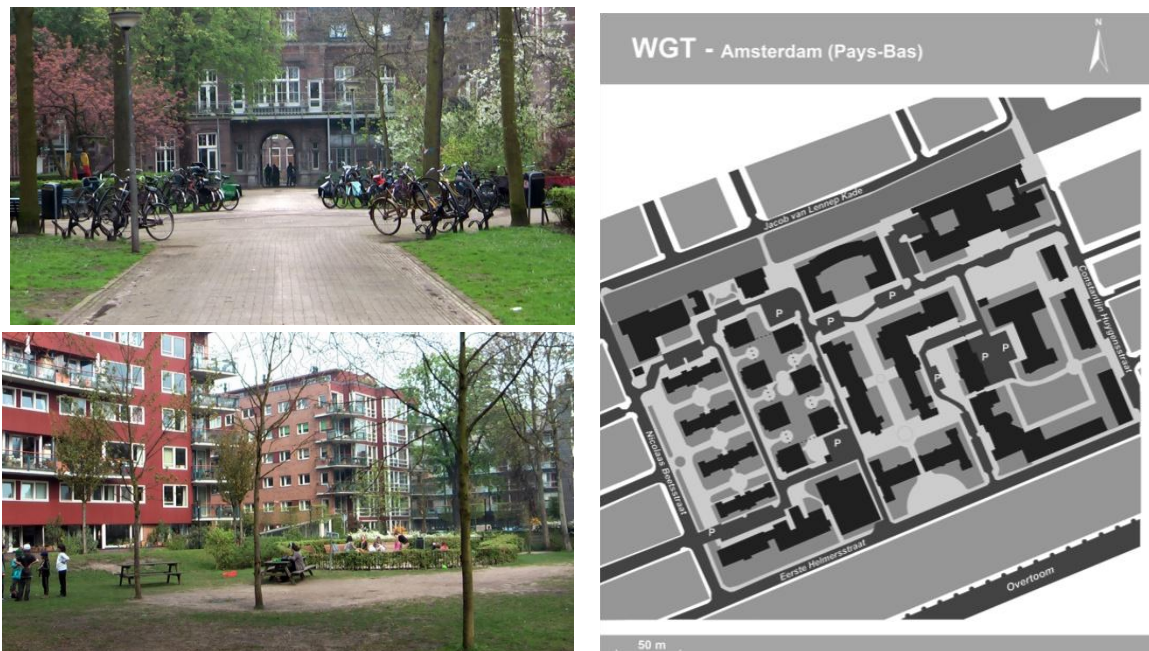 WGT - Amsterdam (Pays-Bas)
N
Jacob van Lennep Kade
Constantijn Huygensstraat
P
P
P P
P
P
Nicolaas Beetsstraat
P
Eerste Helmersstraat
Overtoom
50 m